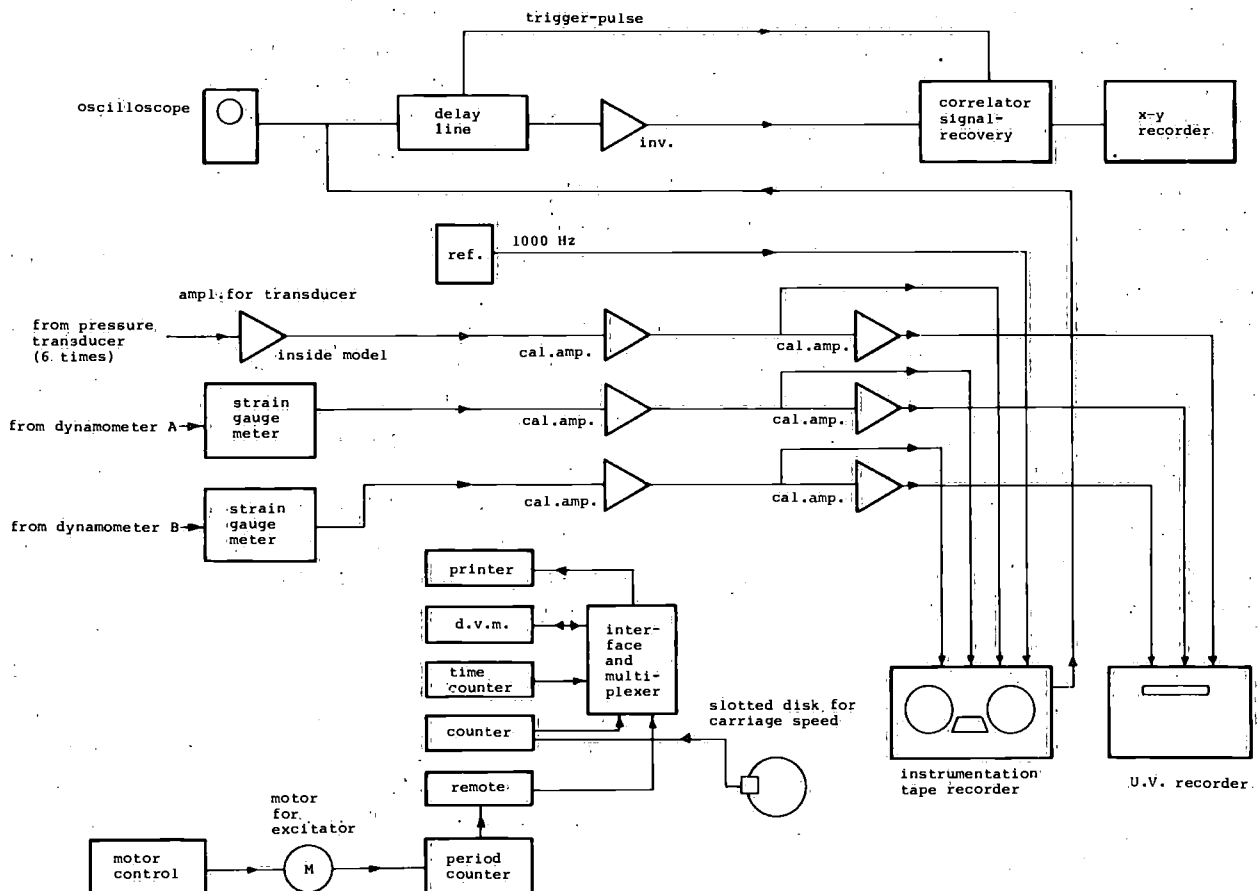 trigger-pulse
oscilloscope
delay
line
inv.
correlator
signal-
recovery
x-y
recorder
ref.
1000 Hz
ampl.for transducer
from pressure
transducer
(6 times)
inside model
cal.amp.
cal.amp.
strain
gauge
meter
from dynamometer A
cal.amp.
cal.amp.
strain
gauge
meter
from dynamometer B
cal.amp.
cal.amp.
printer
d.v.m.
time
counter
counter
remote
inter-
face
and
multi-
plexer
slotted disk for
carriage speed
instrumentation
tape recorder
U.V. recorder
motor
for
excitator
motor
control
M
period
counter